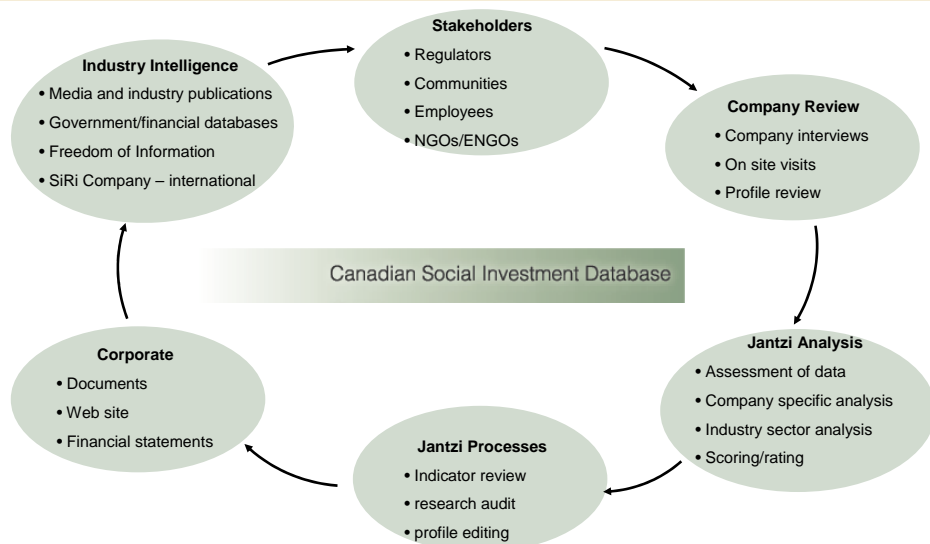 Stakeholders
• Regulators
• Communities
• Employees
• NGOs/ENGOs
Industry Intelligence
• Media and industry publications
• Government/financial databases
• Freedom of Information
• SiRi Company – international
Company Review
• Company interviews
• On site visits
• Profile review
Canadian Social Investment Database
Corporate
• Documents
• Web site
• Financial statements
Jantzi Analysis
• Assessment of data
• Company specific analysis
• Industry sector analysis
• Scoring/rating
Jantzi Processes
• Indicator review
• research audit
• profile editing